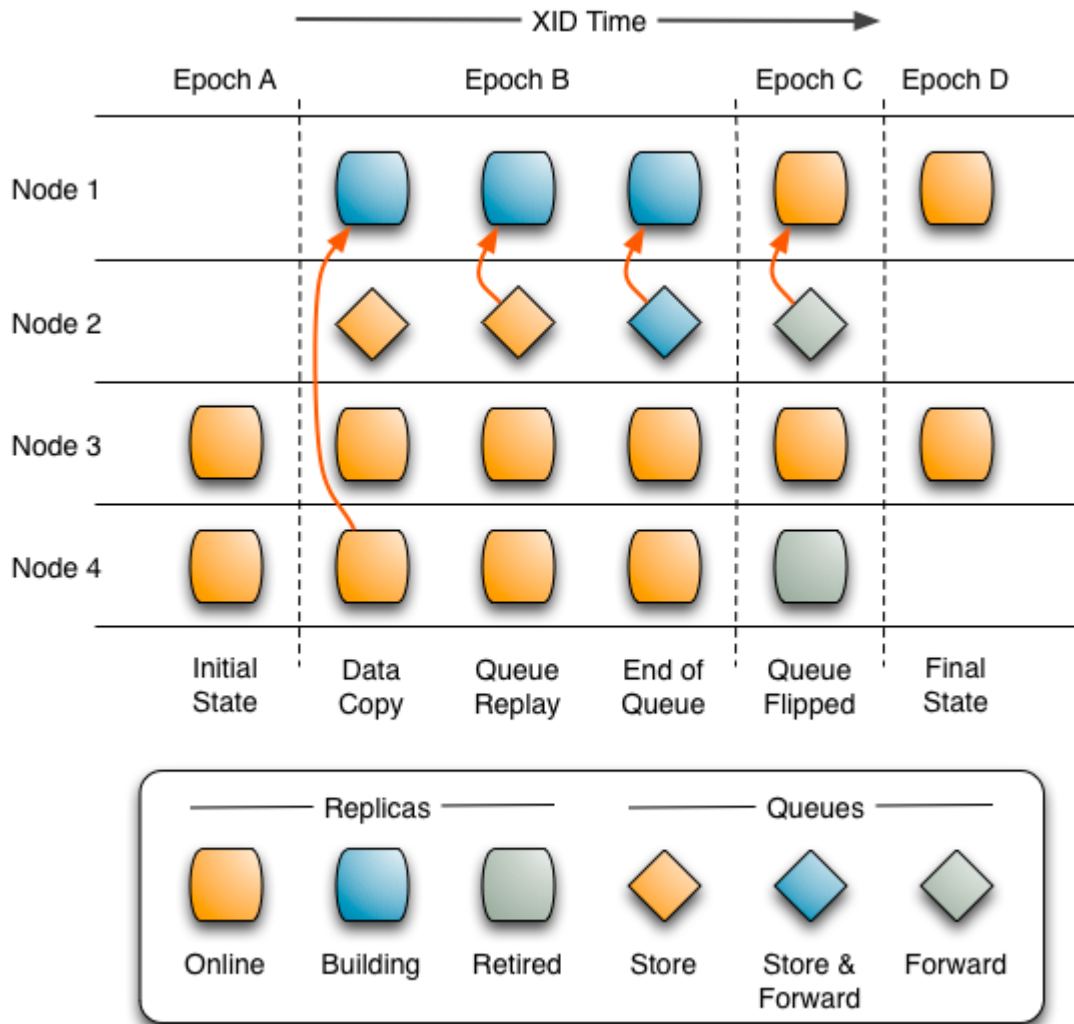 XID Time
Epoch A Epoch B Epoch C Epoch D
Node 1
Node 2
Node 3
Node 4
Initial State
Data Copy
Queue Replay
End of Queue
Queue Flipped
Final State
Replicas
Queues
Online
Building
Retired
Store
Store & Forward
Forward